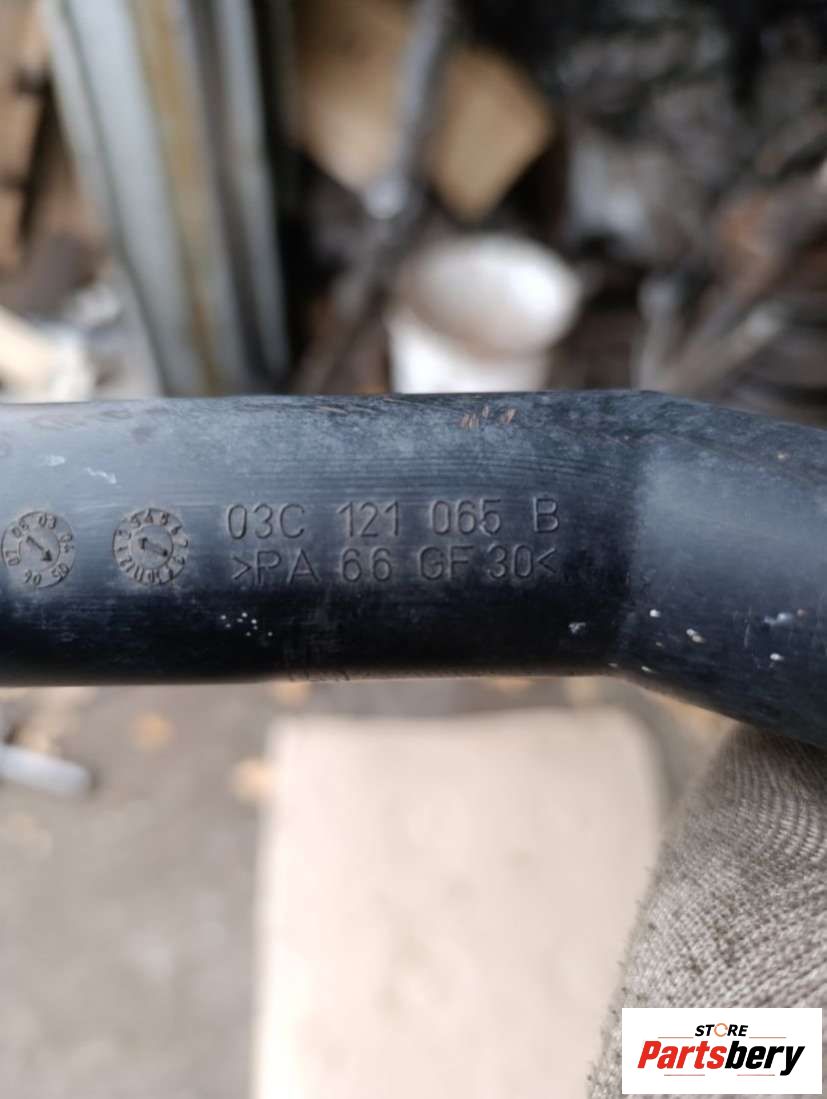 03C 121 065 B
>PA 66 GF 30<
STORE
Partsbery